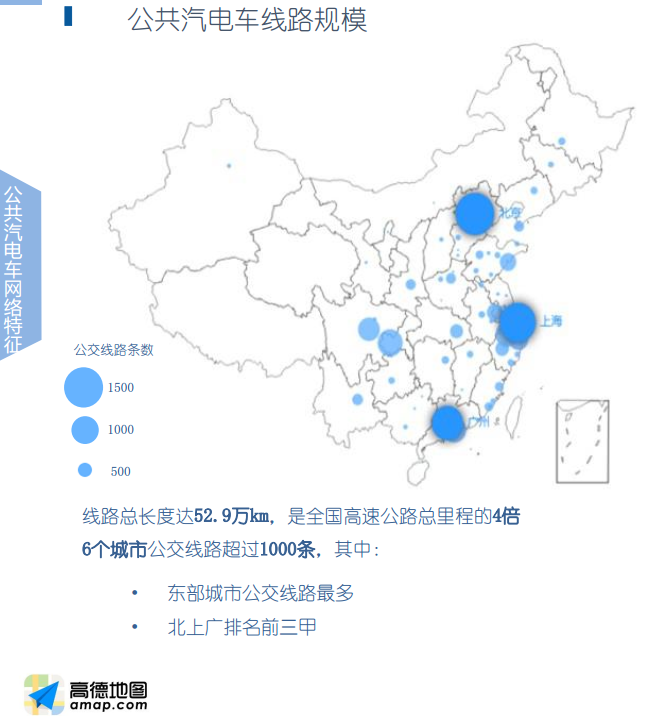 公共汽电车线路规模
公共汽电车网络特征
北京
上海
广州
公交线路条数
1500
1000
500
线路总长度达52.9万km，是全国高速公路总里程的4倍
6个城市公交线路超过1000条，其中：
• 东部城市公交线路最多
• 北上广排名前三甲
高德地图
amap.com